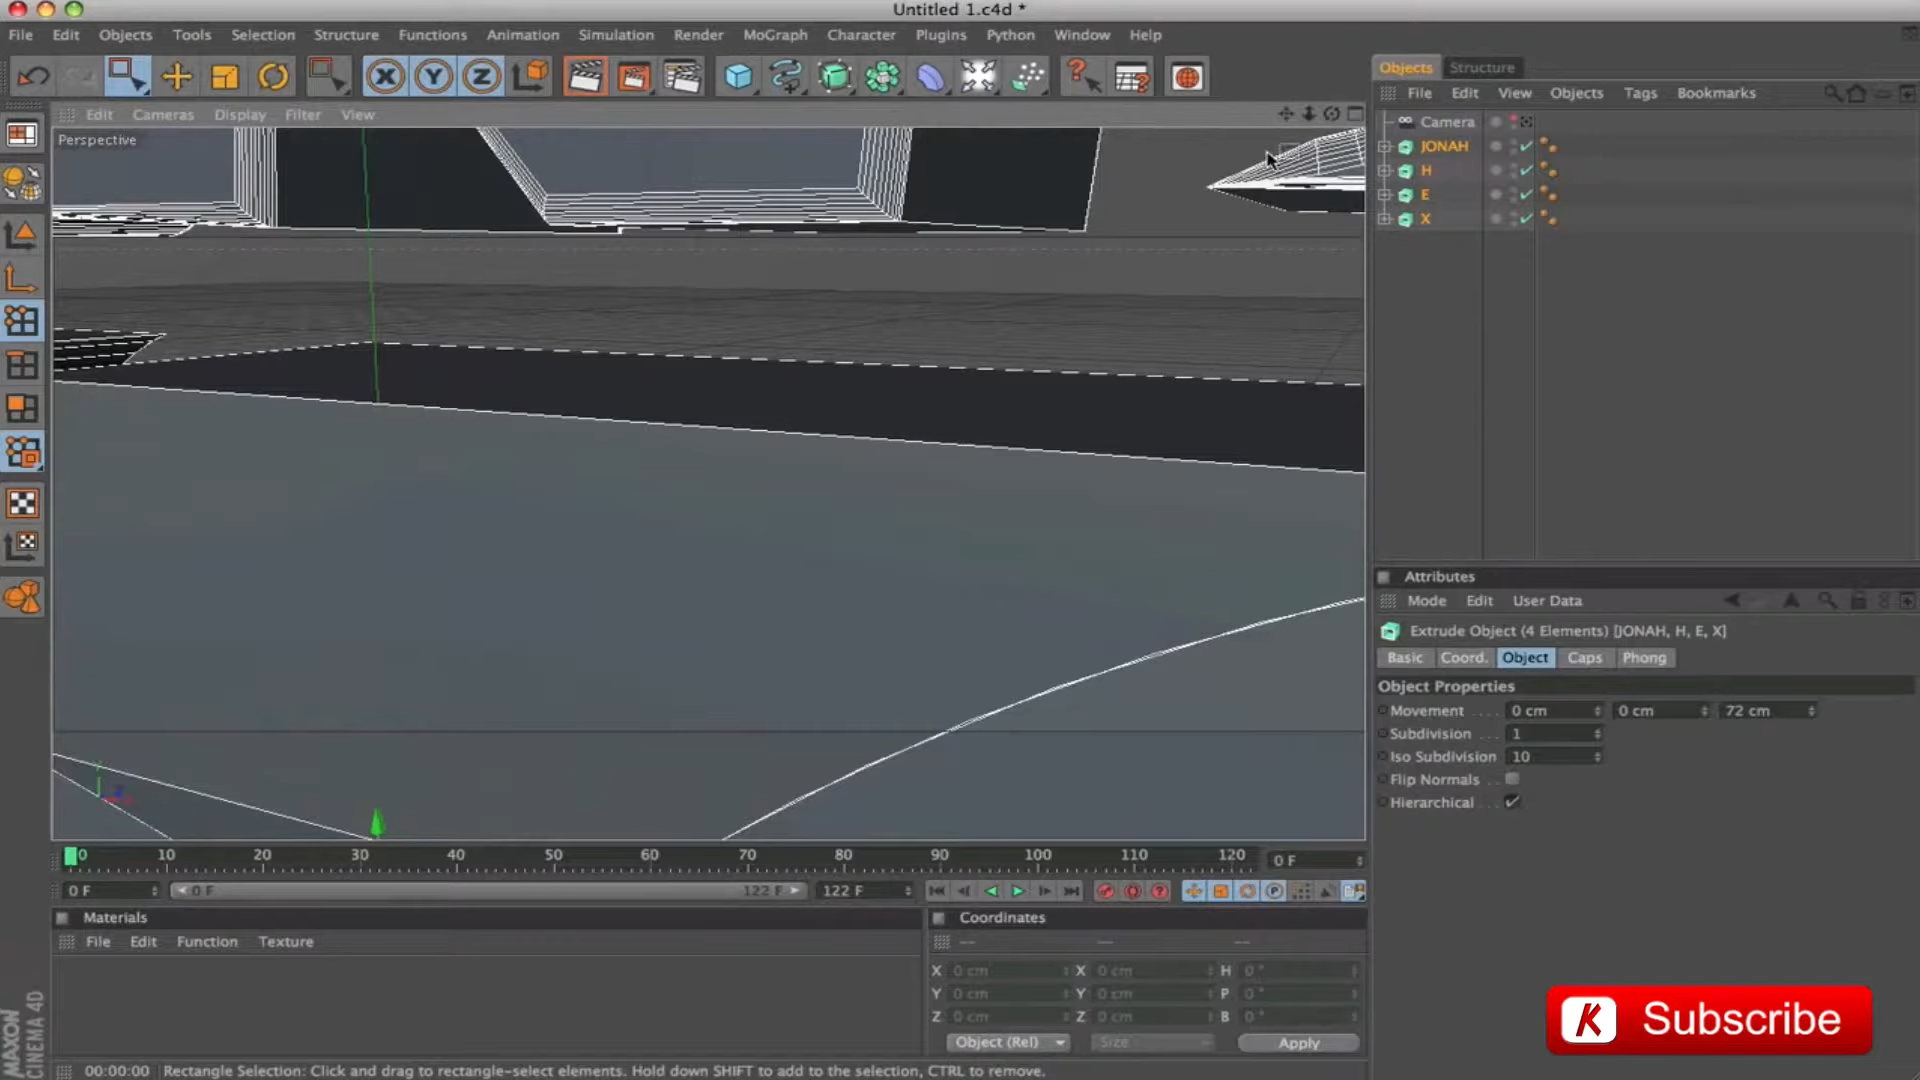 Untitled 1.c4d *
File Edit Objects Tools Selection Structure Functions Animation Simulation Render MoGraph Character Plugins Python Window Help
X Y Z
Objects Structure
File Edit View Objects Tags Bookmarks
Edit Cameras Display Filter View
Perspective
Camera
JONAH
H
E
X
Attributes
Mode Edit User Data
Extrude Object (4 Elements) [JONAH, H, E, X]
Basic Coord. Object Caps Phong
Object Properties
Movement .... 0 cm 0 cm 72 cm
Subdivision ... 1
Iso Subdivision 10
Flip Normals
Hierarchical ...
0 10 20 30 40 50 60 70 80 90 100 110 120 0 F
0 F 0 F 122 F 122 F
Materials
File Edit Function Texture
Coordinates
-- -- --
X 0 cm X 0 cm H 0 °
Y 0 cm Y 0 cm P 0 °
Z 0 cm Z 0 cm B 0 °
Object (Rel) Size Apply
MAXON
CINEMA 4D
00:00:00 Rectangle Selection: Click and drag to rectangle-select elements. Hold down SHIFT to add to the selection, CTRL to remove.
K Subscribe